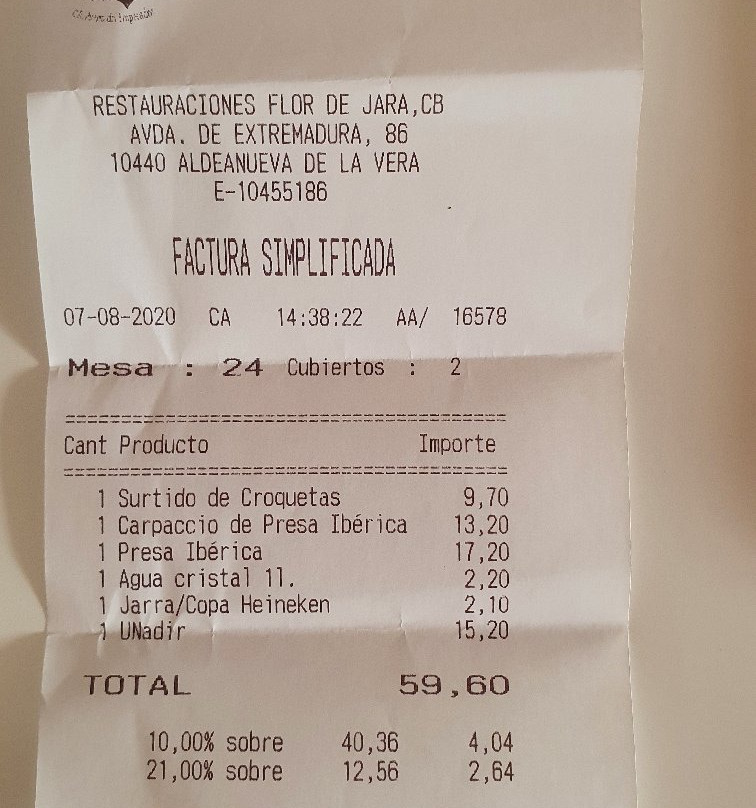 RESTAURACIONES FLOR DE JARA,CB
AVDA. DE EXTREMADURA, 86
10440 ALDEANUEVA DE LA VERA
E-10455186
FACTURA SIMPLIFICADA
07-08-2020 CA 14:38:22 AA/ 16578
Mesa : 24 Cubiertos : 2
==========================================
Cant Producto Importe
==========================================
1 Surtido de Croquetas 9,70
1 Carpaccio de Presa Ibérica 13,20
1 Presa Ibérica 17,20
1 Agua cristal 1l. 2,20
1 Jarra/Copa Heineken 2,10
1 UNadir 15,20
TOTAL 59,60
10,00% sobre 40,36 4,04
21,00% sobre 12,56 2,64